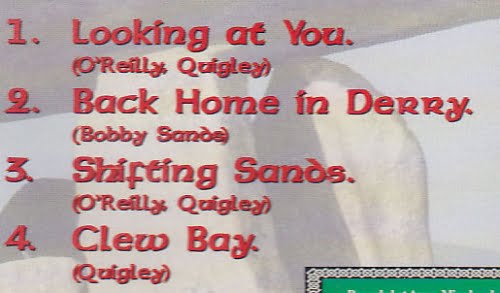 1. Looking at You.
(O'Reilly, Quigley)
2. Back Home in Derry.
(Bobby Sands)
3. Shifting Sands.
(O'Reilly, Quigley)
4. Clew Bay.
(Quigley)